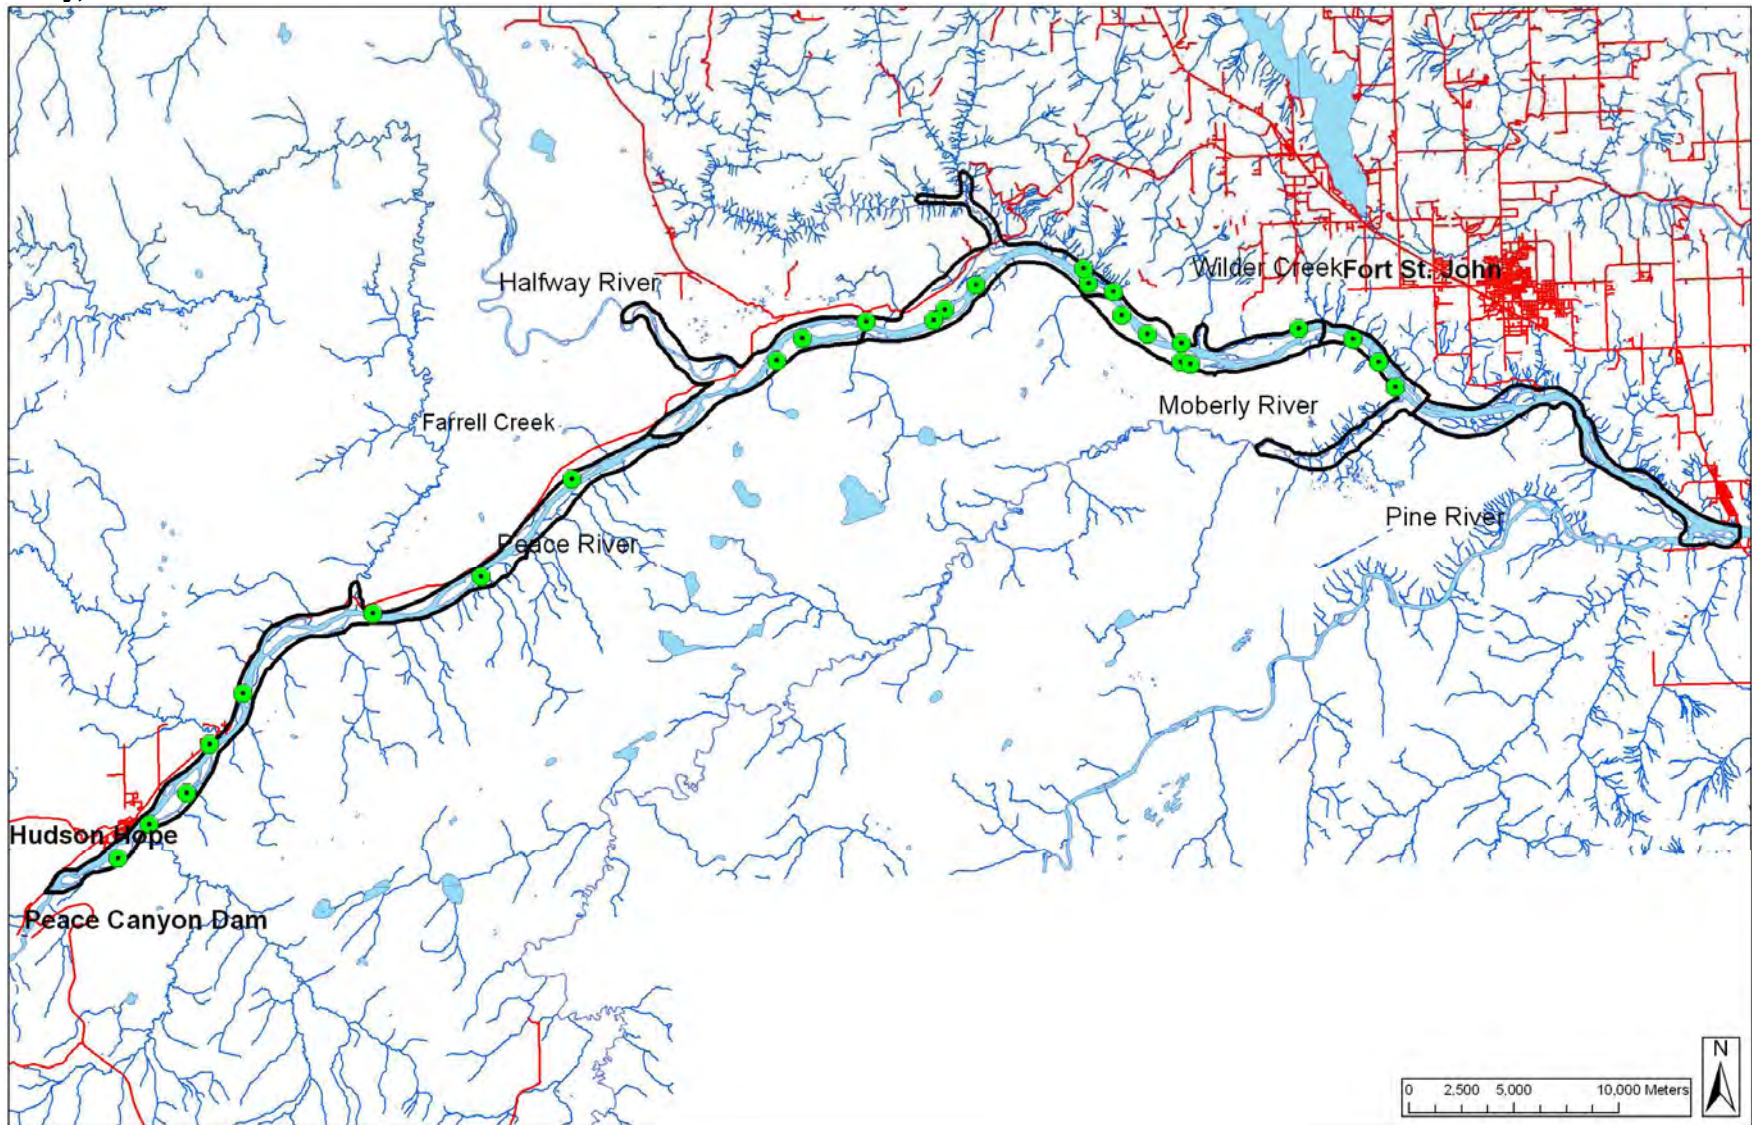 Halfway River
Wilder Creek
Fort St. John
Farrell Creek
Moberly River
Pine River
Peace River
Hudson Hope
Peace Canyon Dam
N
0 2,500 5,000 10,000 Meters